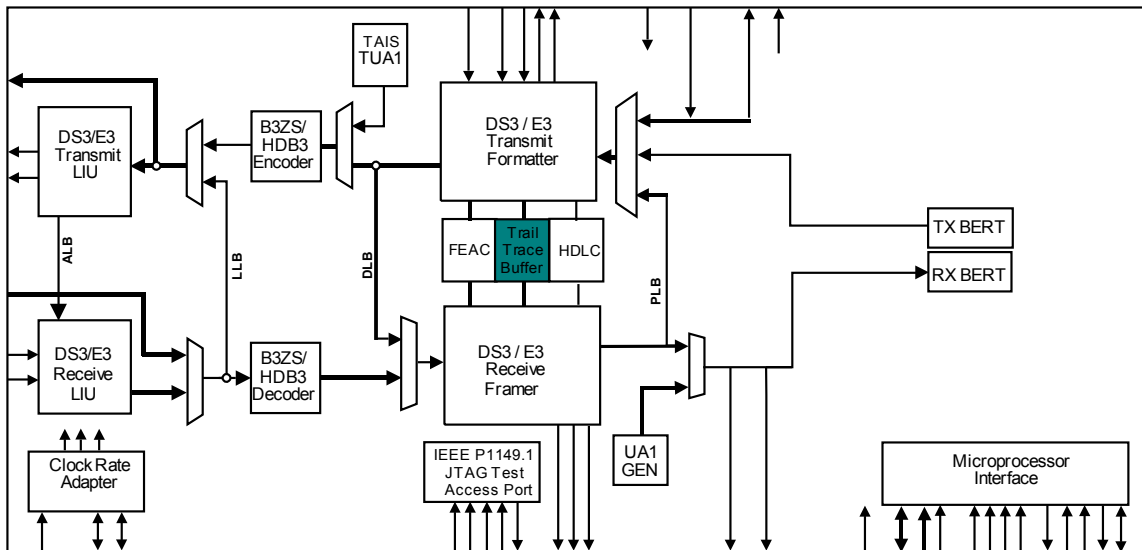 TAIS
TUA1
DS3/E3
Transmit
LIU
B3ZS/
HDB3
Encoder
DS3 / E3
Transmit
Formatter
FEAC
Trail
Trace
Buffer
HDLC
TX BERT
RX BERT
ALB
LLB
DLB
PLB
DS3/E3
Receive
LIU
B3ZS/
HDB3
Decoder
DS3 / E3
Receive
Framer
Clock Rate
Adapter
IEEE P1149.1
JTAG Test
Access Port
UA1
GEN
Microprocessor
Interface